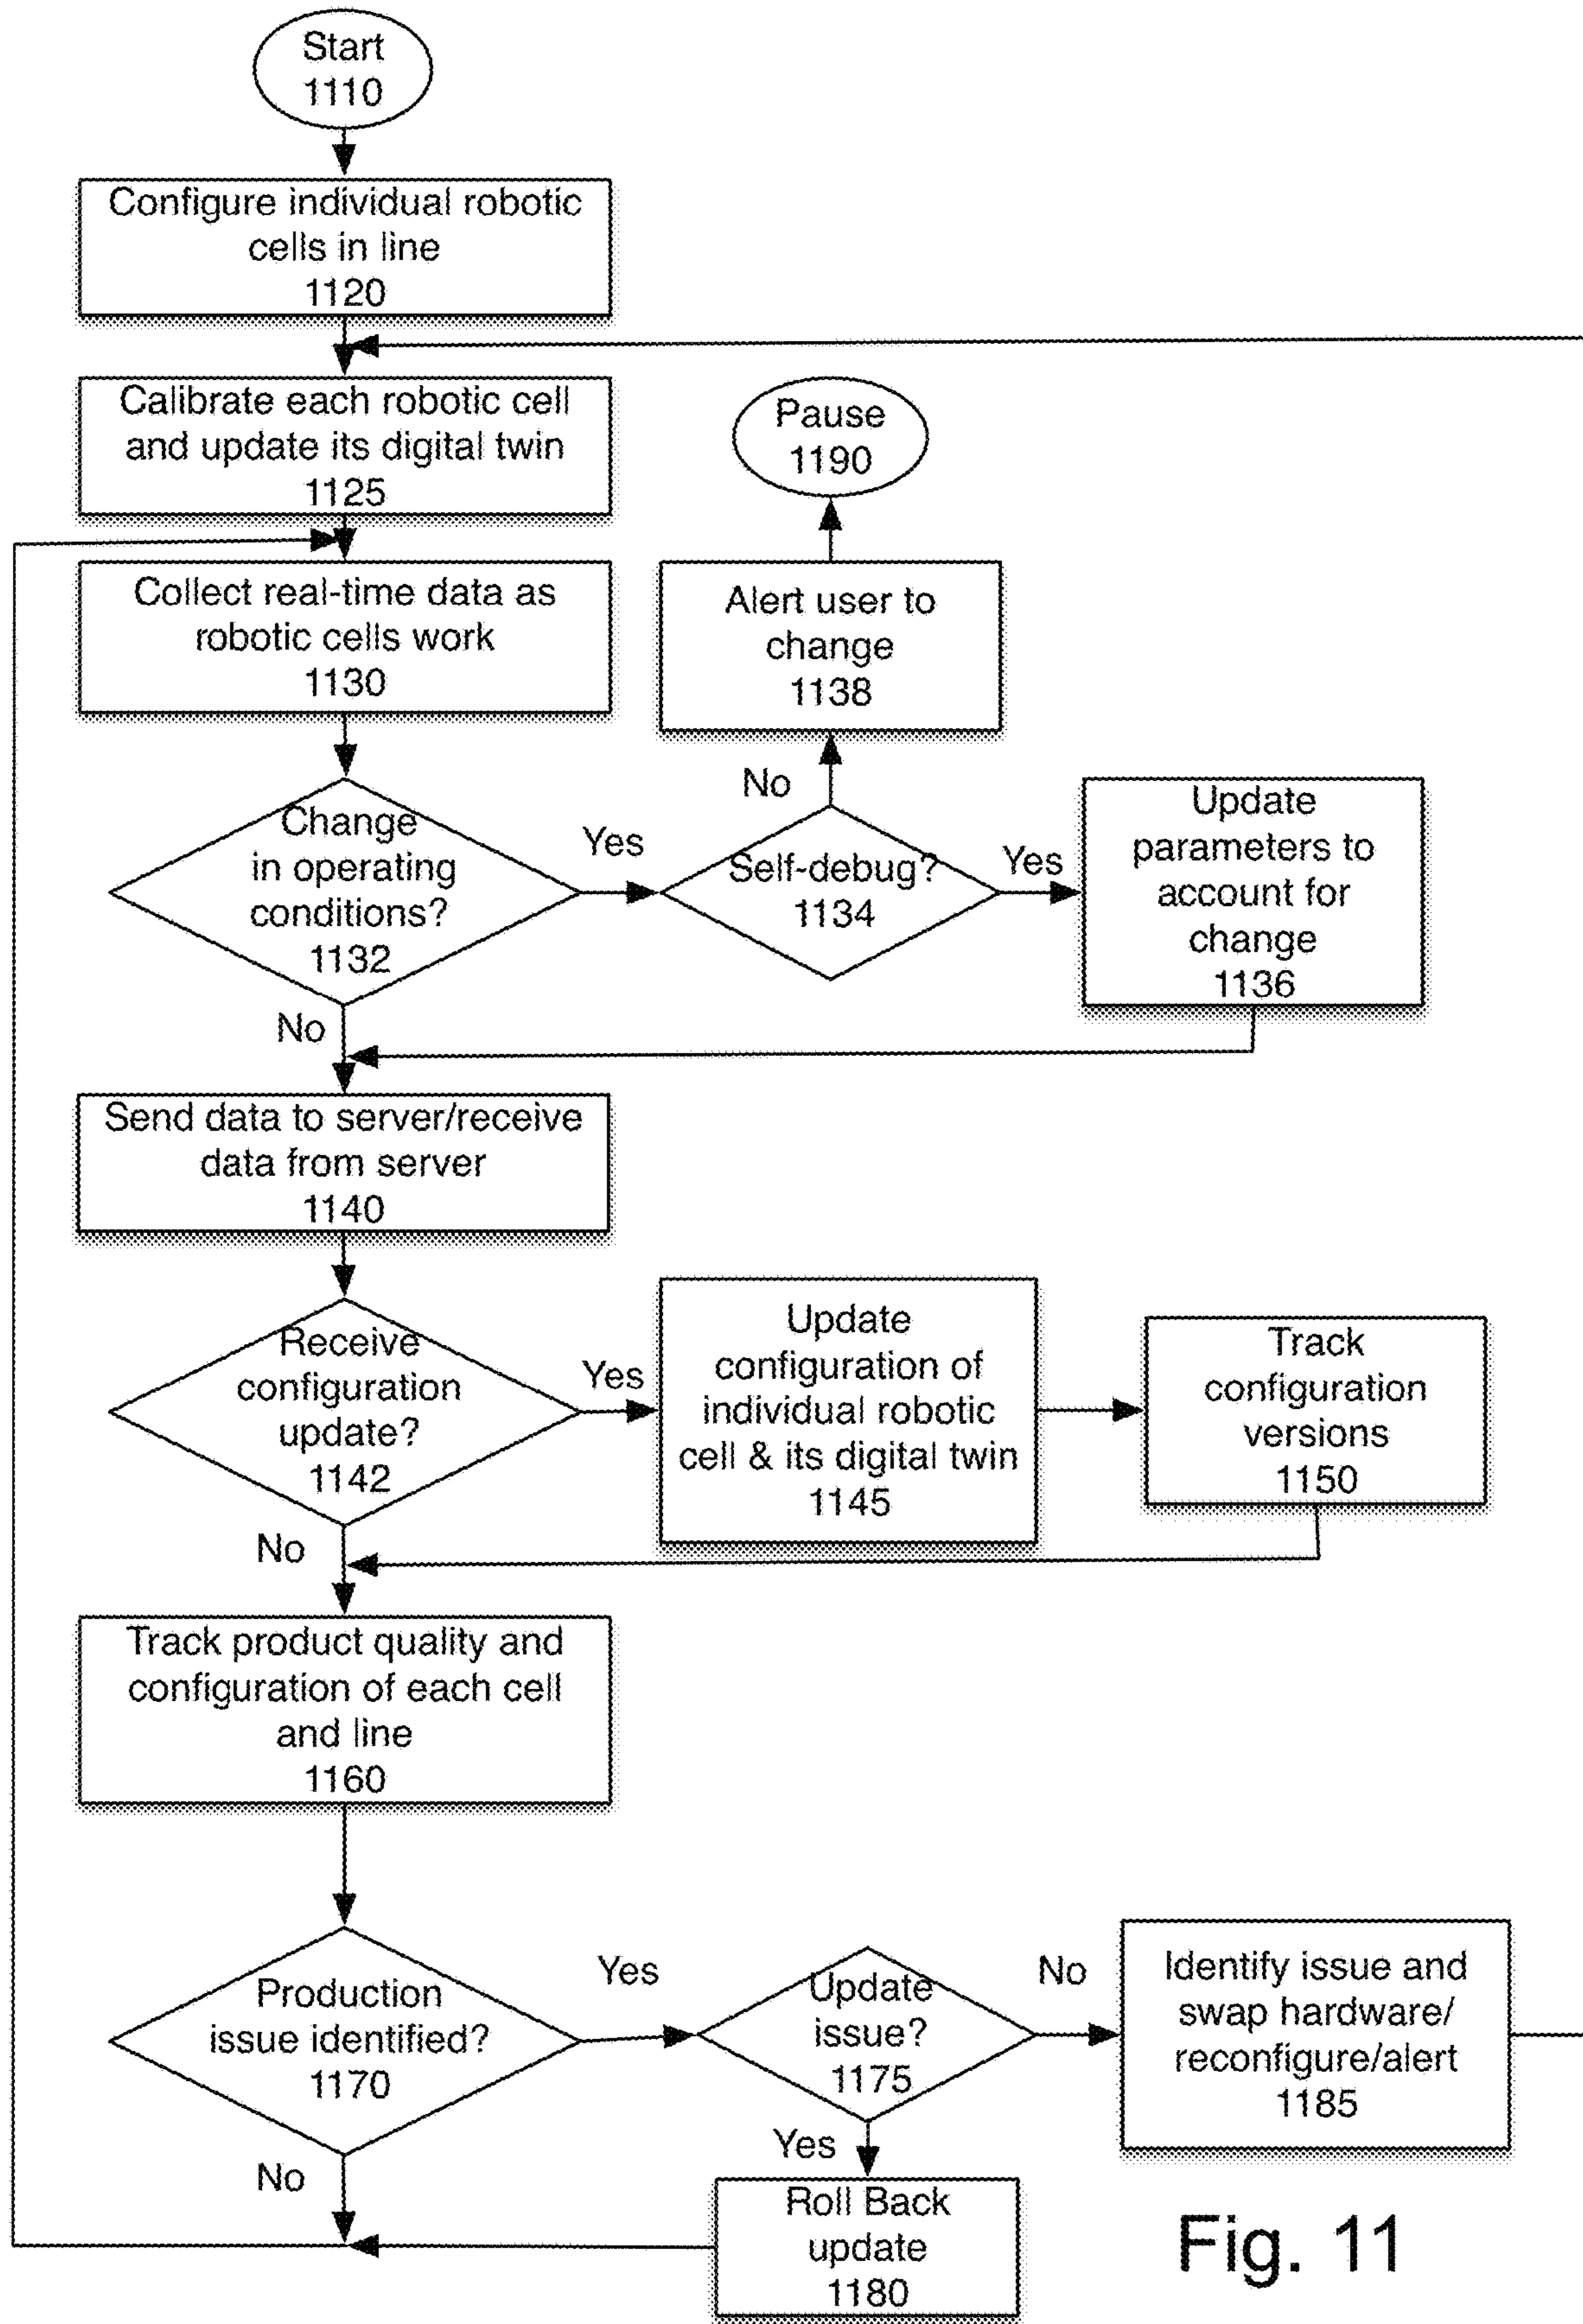 Start
1110
Configure individual robotic
cells in line
1120
Calibrate each robotic cell
and update its digital twin
1125
Pause
1190
Collect real-time data as
robotic cells work
1130
Alert user to
change
1138
Change
in operating
conditions?
1132
Yes
No
Self-debug?
1134
Yes
Update
parameters to
account for
change
1136
No
Send data to server/receive
data from server
1140
Receive
configuration
update?
1142
Yes
Update
configuration of
individual robotic
cell & its digital twin
1145
Track
configuration
versions
1150
No
Track product quality and
configuration of each cell
and line
1160
Production
issue identified?
1170
Yes
Update
issue?
1175
No
Identify issue and
swap hardware/
reconfigure/alert
1185
Yes
No
Roll Back
update
1180
Fig. 11